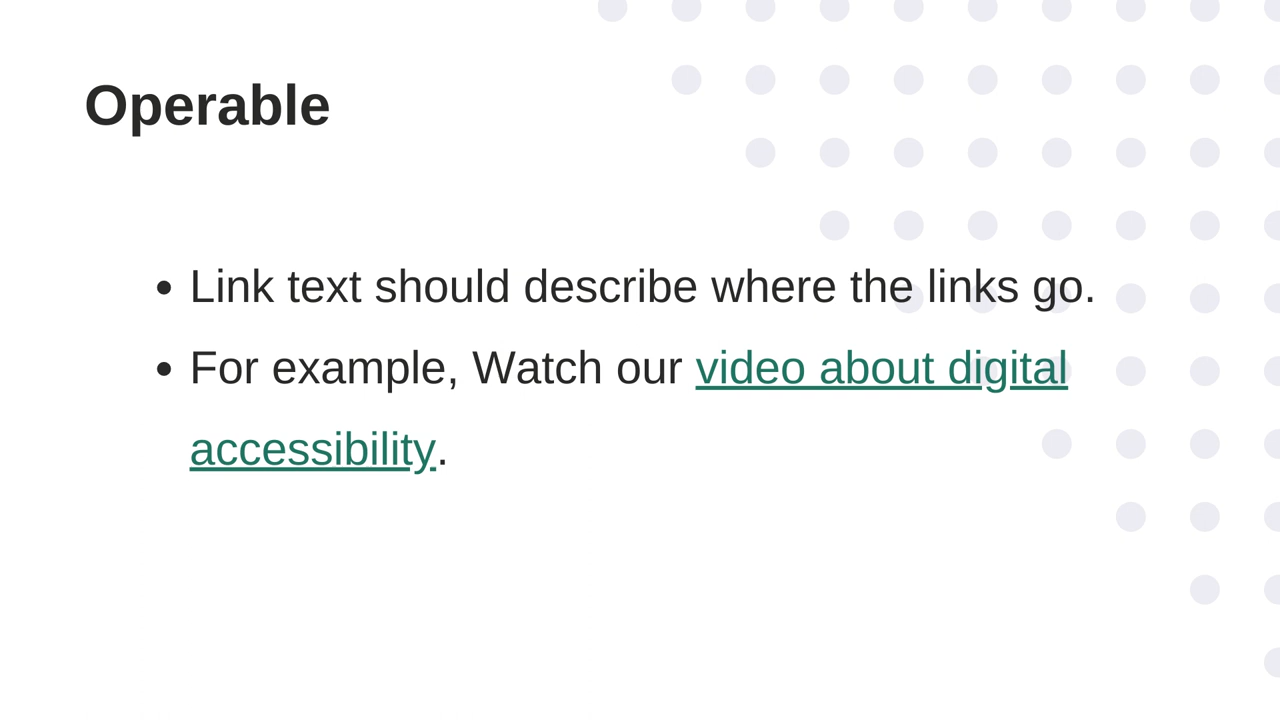 Operable
• Link text should describe where the links go.
• For example, Watch our video about digital
accessibility.